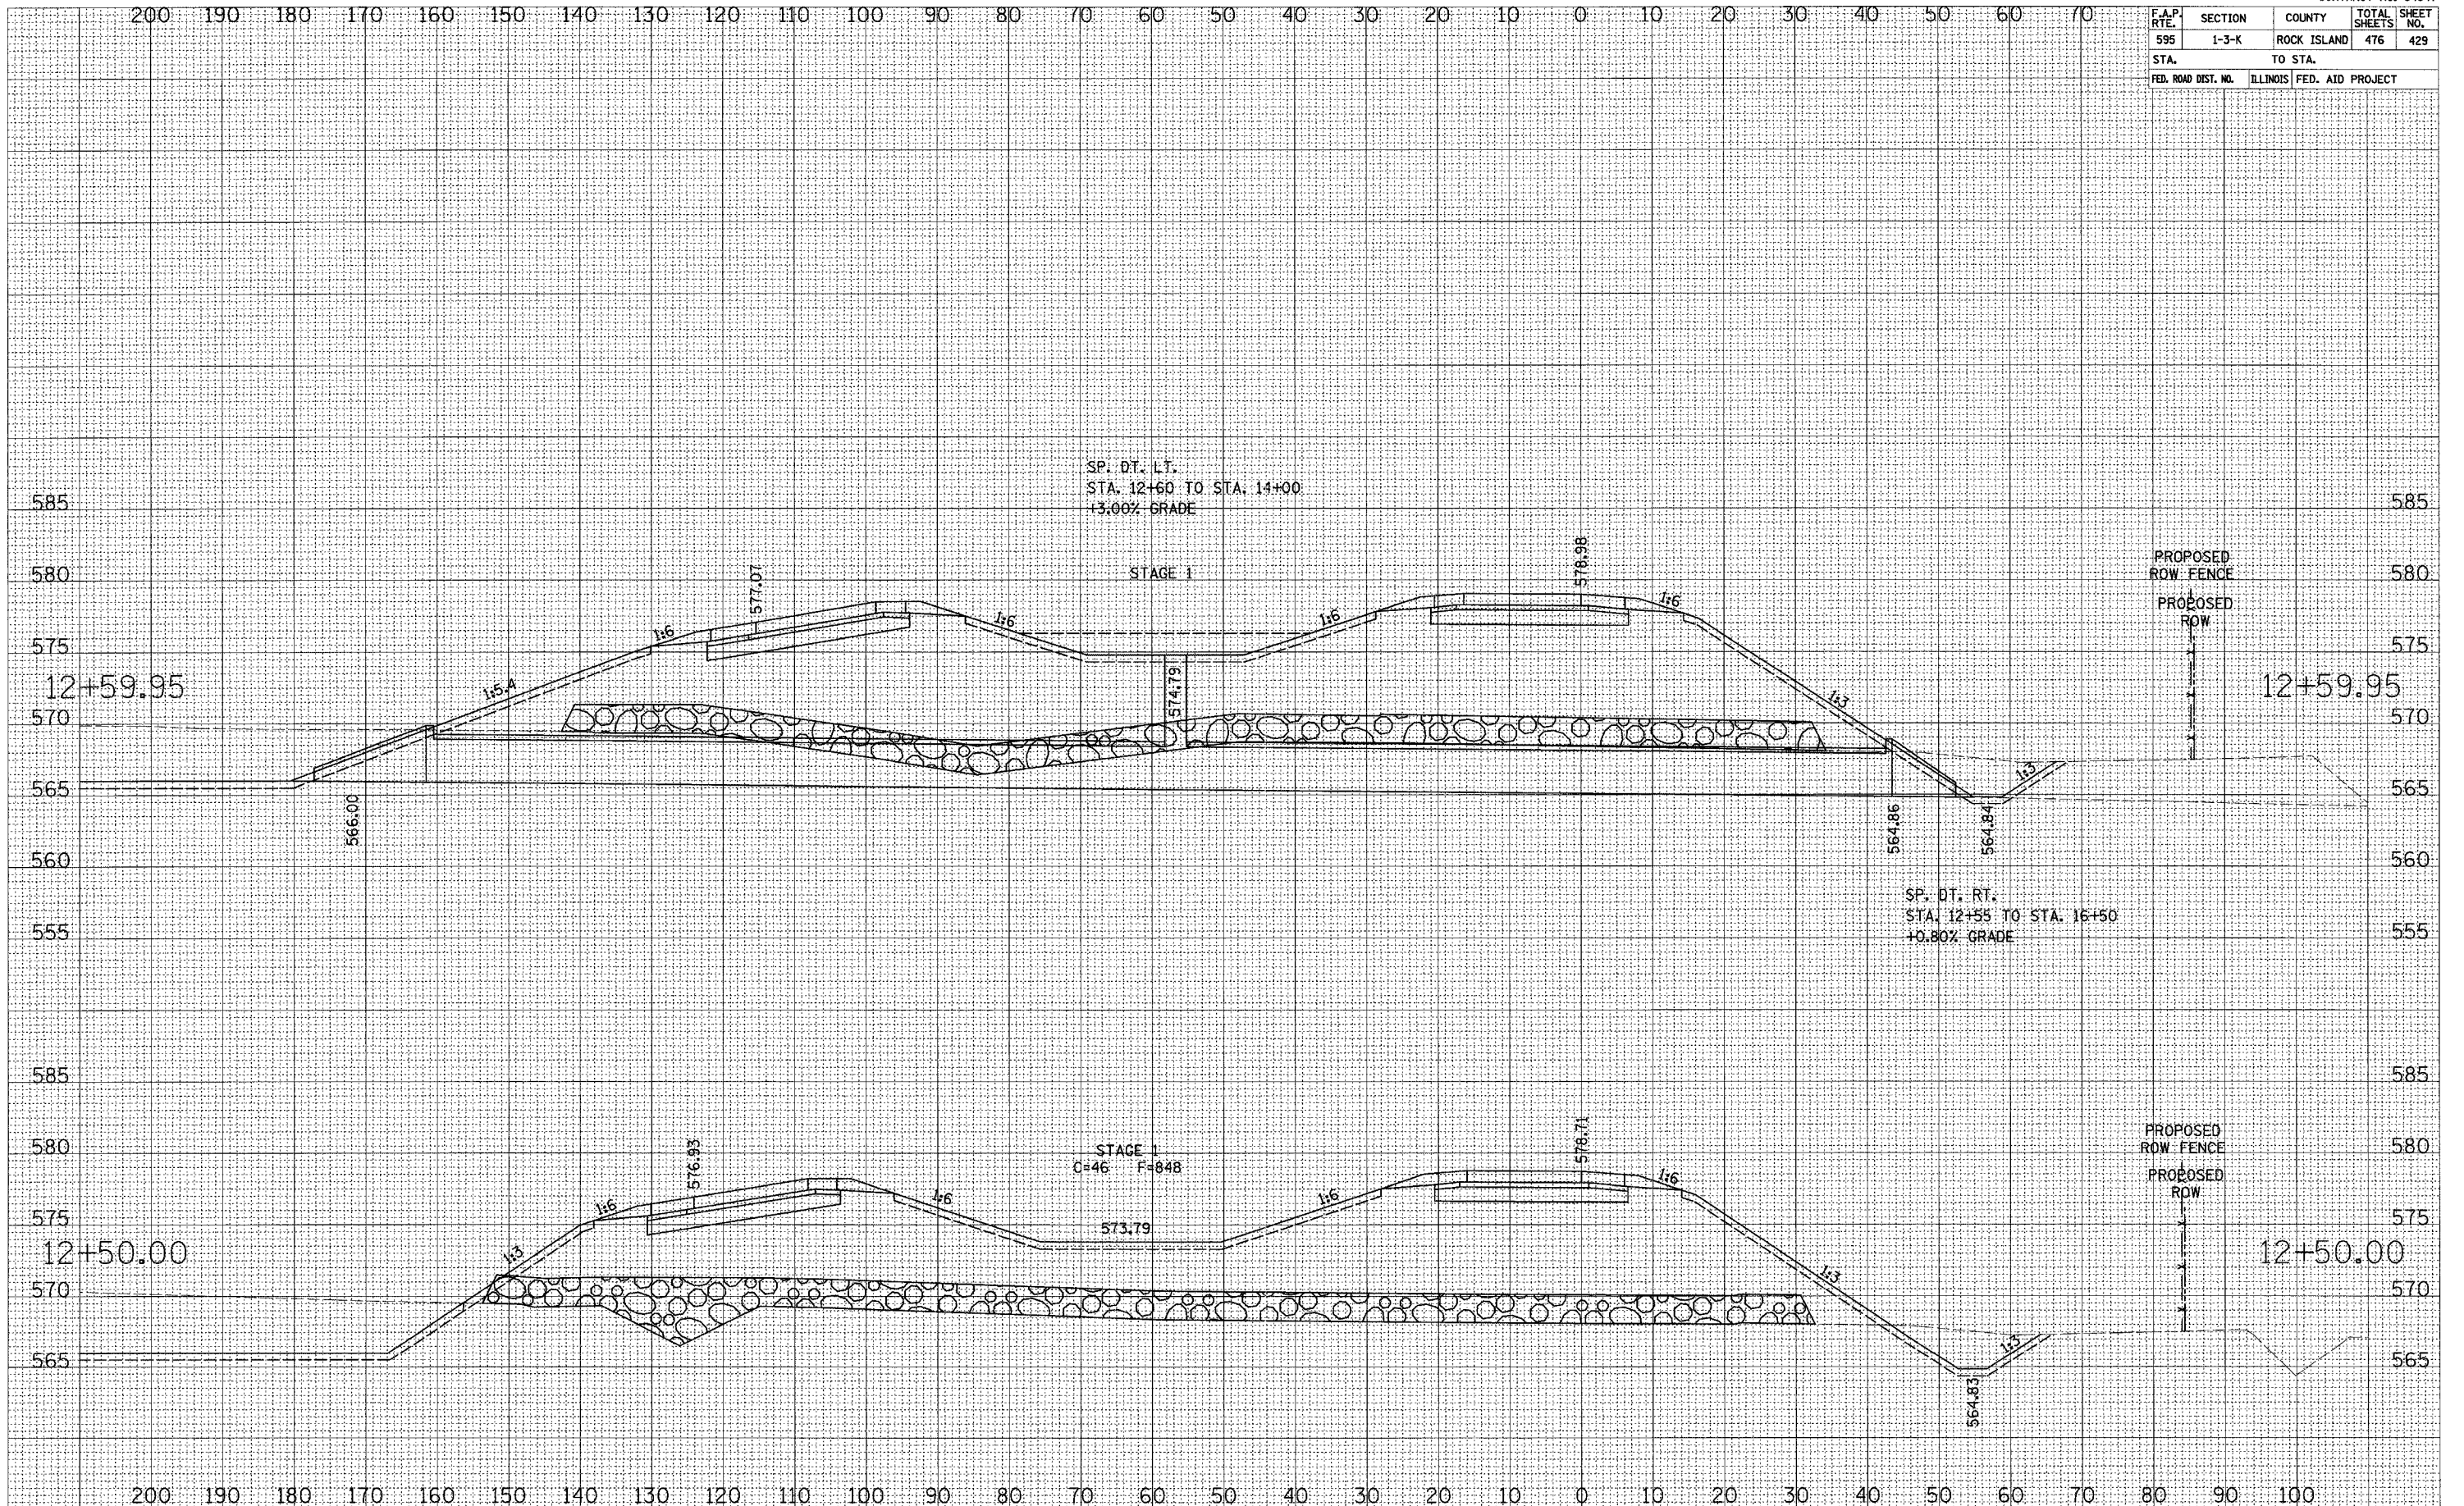 200 190 180 170 160 150 140 130 120 110 100 90 80 70 60 50 40 30 20 10 0 10 20 30 40 50 60 70
F.A.P. RTE. SECTION COUNTY TOTAL SHEETS SHEET NO.
595 1-3-K ROCK ISLAND 476 429
STA. TO STA.
FED. ROAD DIST. NO. ILLINOIS FED. AID PROJECT
SP. DT. LT.
STA. 12+60 TO STA. 14+00
+3.00% GRADE
585 585
PROPOSED
ROW FENCE
580 577.07 STAGE 1 578.98 580
PROPOSED
ROW
1:6 1:6 1:6 1:6
575 575
12+59.95 1:5.4 574.79 1:3 12+59.95
570 570
1:3
565 565
566.00 564.86 564.84
560 560
SP. DT. RT.
STA. 12+55 TO STA. 16+50
+0.80% GRADE
555 555
585 585
PROPOSED
ROW FENCE
580 576.93 STAGE 1 578.71 580
C=46 F=848
PROPOSED
ROW
1:6 1:6 1:6 1:6
575 573.79 575
12+50.00 1:3 1:3 12+50.00
570 570
1:3
565 565
564.83
200 190 180 170 160 150 140 130 120 110 100 90 80 70 60 50 40 30 20 10 0 10 20 30 40 50 60 70 80 90 100